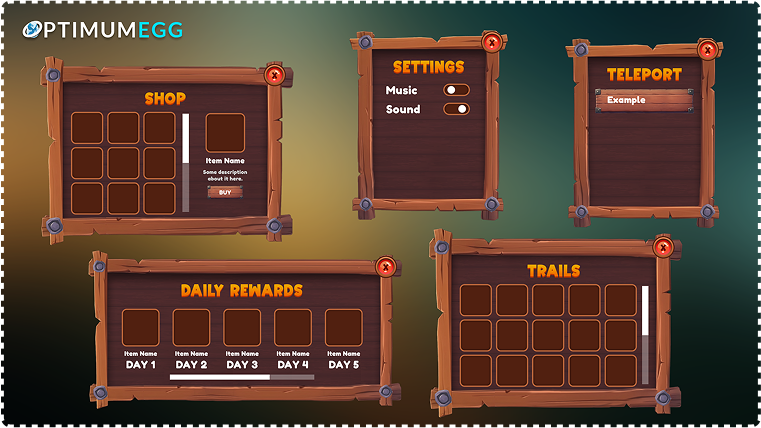 OPTIMUMEGG
SHOP
X
Item Name
Some description
about it here.
BUY
SETTINGS
X
Music
Sound
TELEPORT
X
Example
DAILY REWARDS
X
Item Name Item Name Item Name Item Name Item Name
DAY 1 DAY 2 DAY 3 DAY 4 DAY 5
TRAILS
X